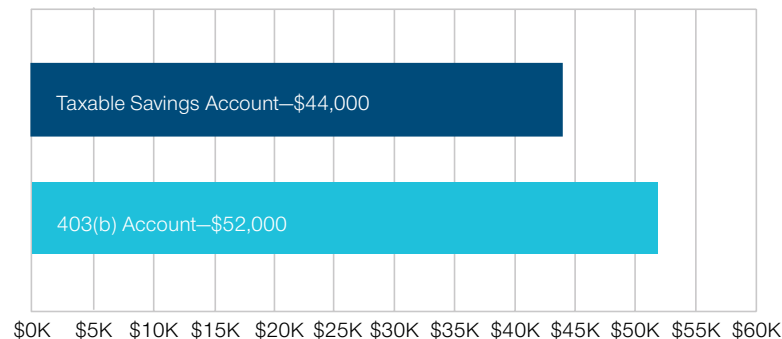 Taxable Savings Account—$44,000
403(b) Account—$52,000
$0K $5K $10K $15K $20K $25K $30K $35K $40K $45K $50K $55K $60K